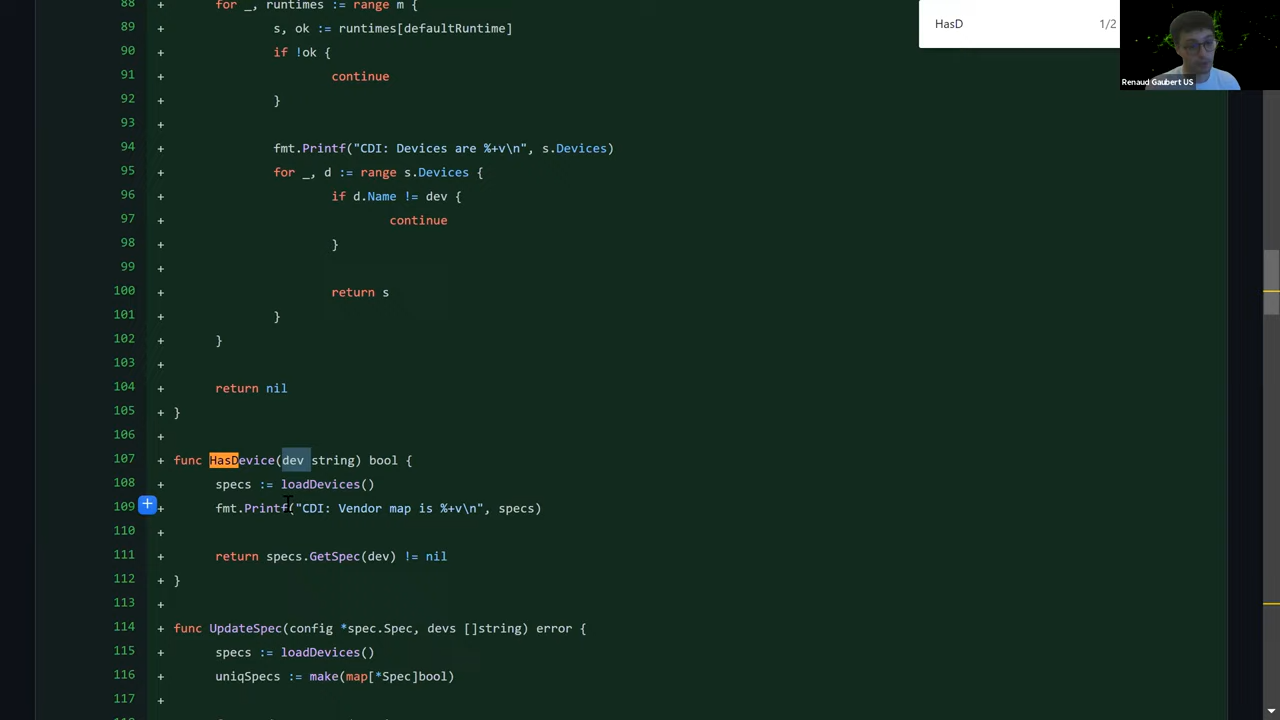 HasD 1/2
Renaud Gaubert US
88 + for _, runtimes := range m {
89 + s, ok := runtimes[defaultRuntime]
90 + if !ok {
91 + continue
92 + }
93 +
94 + fmt.Printf("CDI: Devices are %+v\n", s.Devices)
95 + for _, d := range s.Devices {
96 + if d.Name != dev {
97 + continue
98 + }
99 +
100 + return s
101 + }
102 + }
103 +
104 + return nil
105 + }
106 +
107 + func HasDevice(dev string) bool {
108 + specs := loadDevices()
109 + fmt.Printf("CDI: Vendor map is %+v\n", specs)
110 +
111 + return specs.GetSpec(dev) != nil
112 + }
113 +
114 + func UpdateSpec(config *spec.Spec, devs []string) error {
115 + specs := loadDevices()
116 + uniqSpecs := make(map[*Spec]bool)
117 +